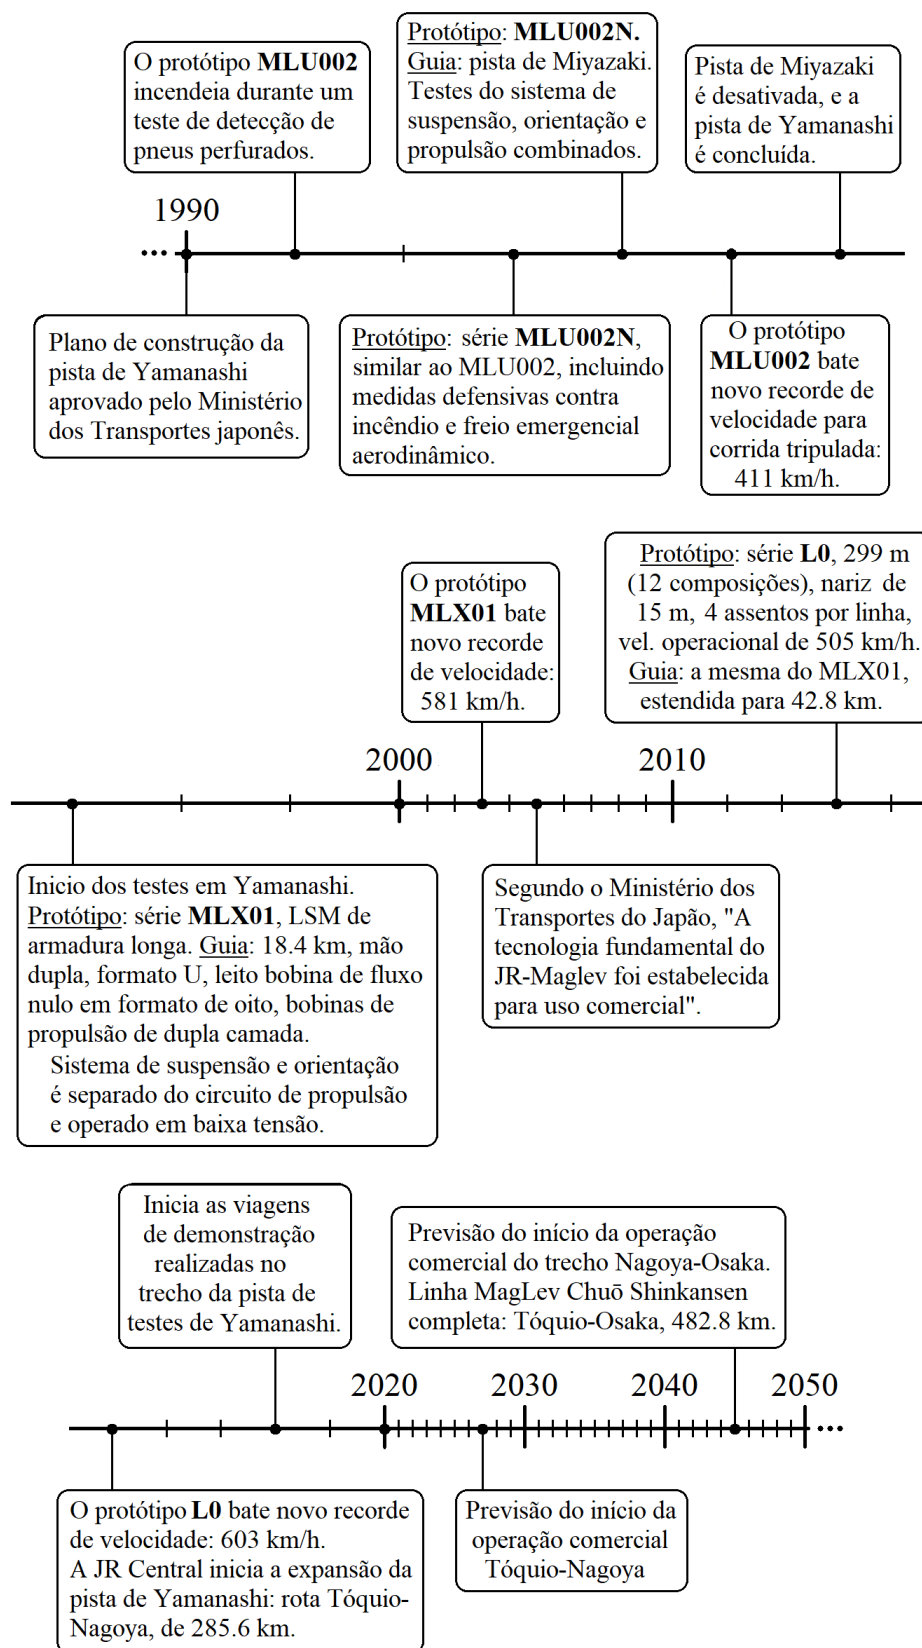 O protótipo MLU002
incendeia durante um
teste de detecção de
pneus perfurados.
Protótipo: MLU002N.
Guia: pista de Miyazaki.
Testes do sistema de
suspensão, orientação e
propulsão combinados.
Pista de Miyazaki
é desativada, e a
pista de Yamanashi
é concluída.
1990
Plano de construção da
pista de Yamanashi
aprovado pelo Ministério
dos Transportes japonês.
Protótipo: série MLU002N,
similar ao MLU002, incluindo
medidas defensivas contra
incêndio e freio emergencial
aerodinâmico.
O protótipo
MLU002 bate
novo recorde de
velocidade para
corrida tripulada:
411 km/h.
O protótipo
MLX01 bate
novo recorde
de velocidade:
581 km/h.
Protótipo: série L0, 299 m
(12 composições), nariz de
15 m, 4 assentos por linha,
vel. operacional de 505 km/h.
Guia: a mesma do MLX01,
estendida para 42.8 km.
2000
2010
Inicio dos testes em Yamanashi.
Protótipo: série MLX01, LSM de
armadura longa. Guia: 18.4 km, mão
dupla, formato U, leito bobina de fluxo
nulo em formato de oito, bobinas de
propulsão de dupla camada.
Sistema de suspensão e orientação
é separado do circuito de propulsão
e operado em baixa tensão.
Segundo o Ministério dos
Transportes do Japão, "A
tecnologia fundamental do
JR-Maglev foi estabelecida
para uso comercial".
Inicia as viagens
de demonstração
realizadas no
trecho da pista de
testes de Yamanashi.
Previsão do início da operação
comercial do trecho Nagoya-Osaka.
Linha MagLev Chuō Shinkansen
completa: Tóquio-Osaka, 482.8 km.
2020
2030
2040
2050
O protótipo L0 bate novo recorde
de velocidade: 603 km/h.
A JR Central inicia a expansão da
pista de Yamanashi: rota Tóquio-
Nagoya, de 285.6 km.
Previsão do início da
operação comercial
Tóquio-Nagoya